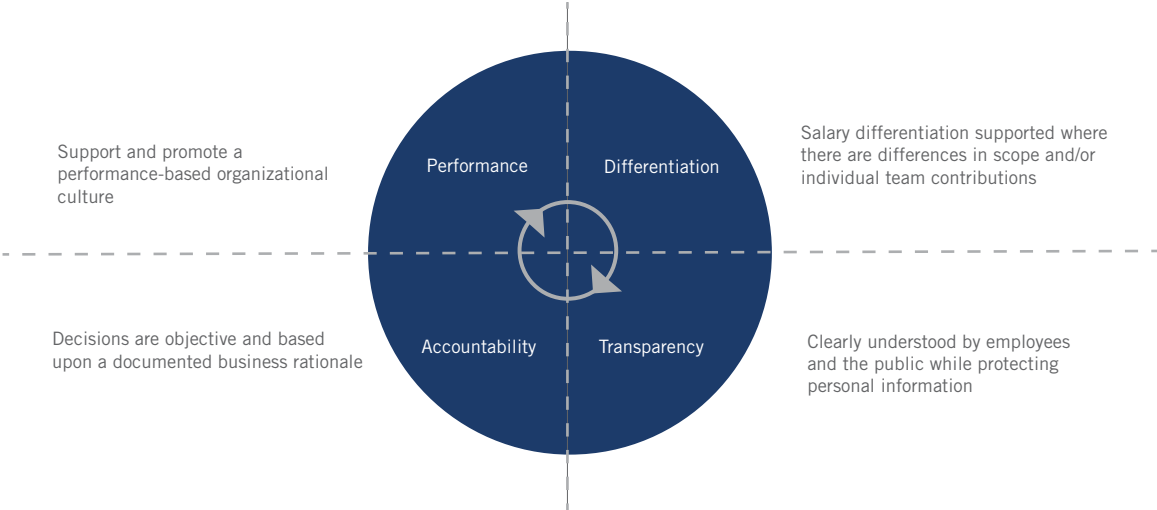 Support and promote a
performance-based organizational
culture
Performance
Differentiation
Salary differentiation supported where
there are differences in scope and/or
individual team contributions
Decisions are objective and based
upon a documented business rationale
Accountability
Transparency
Clearly understood by employees
and the public while protecting
personal information